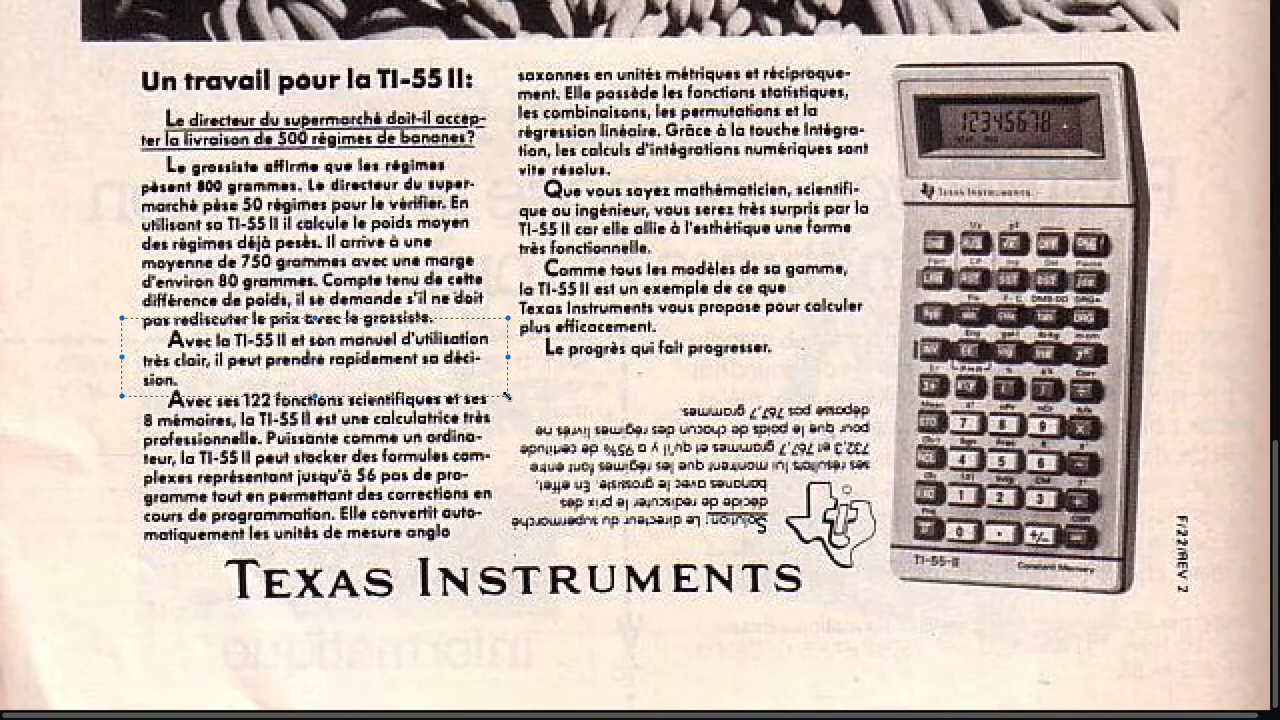 Un travail pour la TI-55 II:
Le directeur du supermarché doit-il accep-
ter la livraison de 500 régimes de bananes?
Le grossiste affirme que les régimes
pèsent 800 grammes. Le directeur du super-
marché pèse 50 régimes pour le vérifier. En
utilisant sa TI-55 II il calcule le poids moyen
des régimes déjà pesés. Il arrive à une
moyenne de 750 grammes avec une marge
d'environ 80 grammes. Compte tenu de cette
différence de poids, il se demande s'il ne doit
pas rediscuter le prix avec le grossiste.
Avec la TI-55 II et son manuel d'utilisation
très clair, il peut prendre rapidement sa déci-
sion.
Avec ses 122 fonctions scientifiques et ses
8 mémoires, la TI-55 II est une calculatrice très
professionnelle. Puissante comme un ordina-
teur, la TI-55 II peut stocker des formules com-
plexes représentant jusqu'à 56 pas de pro-
gramme tout en permettant des corrections en
cours de programmation. Elle convertit auto-
matiquement les unités de mesure anglo
saxonnes en unités métriques et réciproque-
ment. Elle possède les fonctions statistiques,
les combinaisons, les permutations et la
régression linéaire. Grâce à la touche Intégra-
tion, les calculs d'intégrations numériques sont
vite résolus.
Que vous soyez mathématicien, scientifi-
que ou ingénieur, vous serez très surpris par la
TI-55 II car elle allie à l'esthétique une forme
très fonctionnelle.
Comme tous les modèles de sa gamme,
la TI-55 II est un exemple de ce que
Texas Instruments vous propose pour calculer
plus efficacement.
Le progrès qui fait progresser.
Solution: Le directeur du supermarché
décide de rediscuter le prix des
bananes avec le grossiste. En effet,
ses résultats lui montrent que les régimes font entre
732,3 et 767,7 grammes et qu'il y a 95% de certitude
pour que le poids de chacun des régimes livrés ne
dépasse pas 767,7 grammes.
TEXAS INSTRUMENTS
12345678
TEXAS INSTRUMENTS
7 8 9
4 5 6
1 2 3
0 . +/-
TI-55-II
Constant Memory
F/22/REV 2
informatique